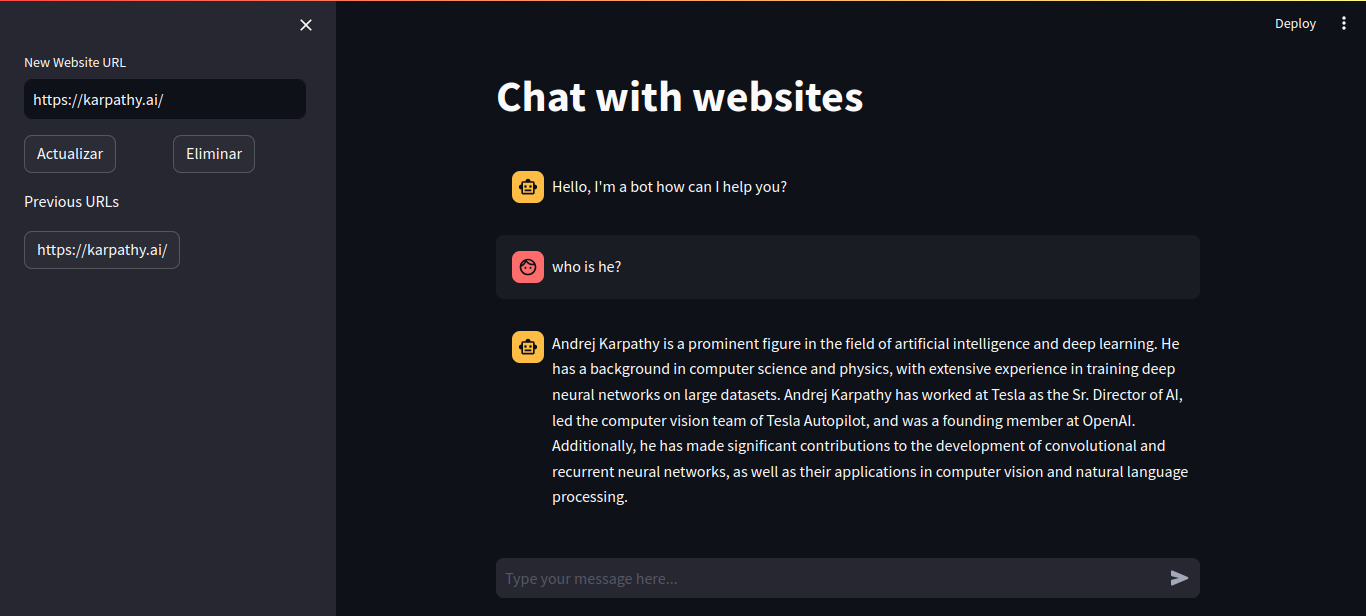 New Website URL
https://karpathy.ai/
Actualizar
Eliminar
Previous URLs
https://karpathy.ai/
Deploy
Chat with websites
Hello, I'm a bot how can I help you?
who is he?
Andrej Karpathy is a prominent figure in the field of artificial intelligence and deep learning. He
has a background in computer science and physics, with extensive experience in training deep
neural networks on large datasets. Andrej Karpathy has worked at Tesla as the Sr. Director of AI,
led the computer vision team of Tesla Autopilot, and was a founding member at OpenAI.
Additionally, he has made significant contributions to the development of convolutional and
recurrent neural networks, as well as their applications in computer vision and natural language
processing.
Type your message here...